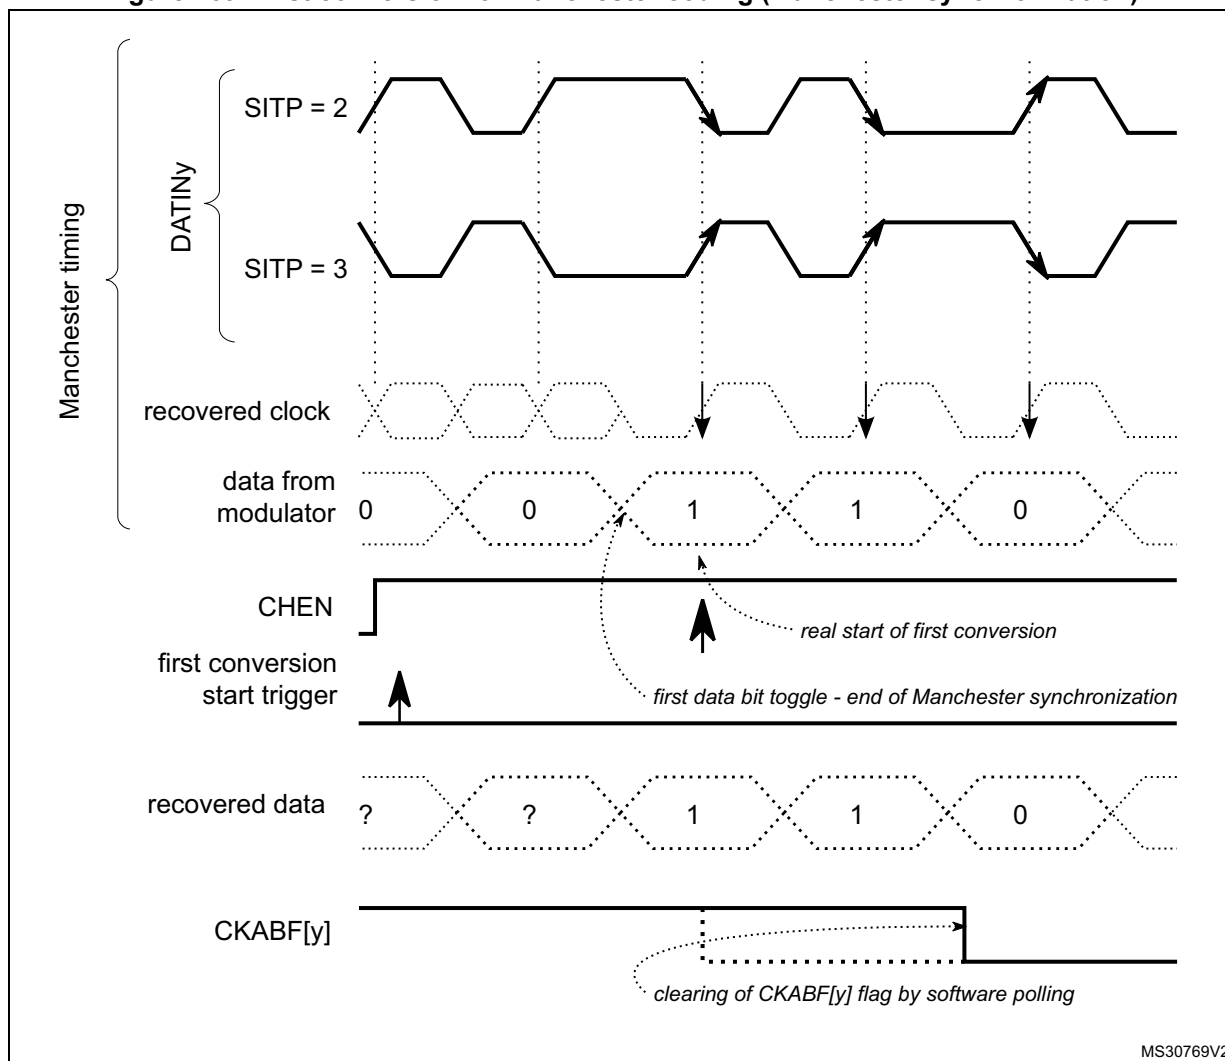 Manchester timing
DATINy
SITP = 2
SITP = 3
recovered clock
data from
modulator
0 0 1 1 0
CHEN
real start of first conversion
first conversion
start trigger
first data bit toggle - end of Manchester synchronization
recovered data
? ? 1 1 0
CKABF[y]
clearing of CKABF[y] flag by software polling
MS30769V2